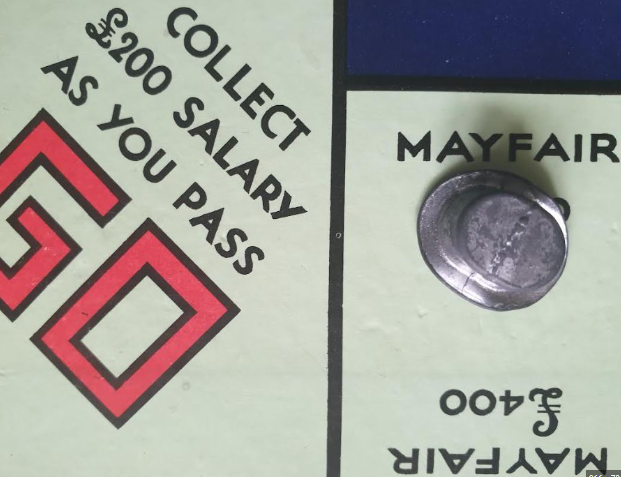 COLLECT
£200 SALARY
AS YOU PASS
GO
MAYFAIR
£400
MAYFAIR